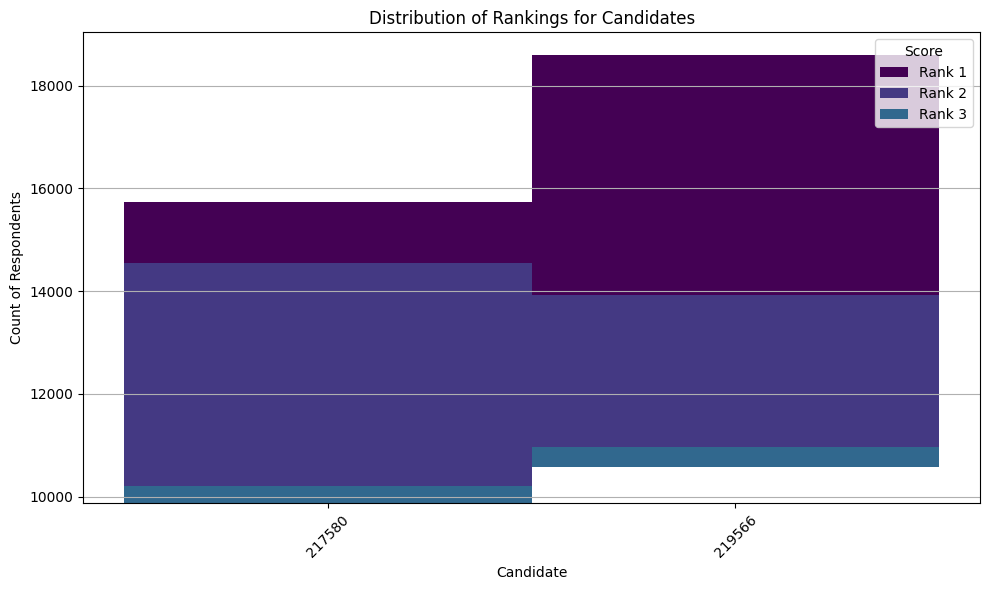 Distribution of Rankings for Candidates
Score
Rank 1
Rank 2
Rank 3
18000
16000
14000
12000
10000
Count of Respondents
217580
219566
Candidate